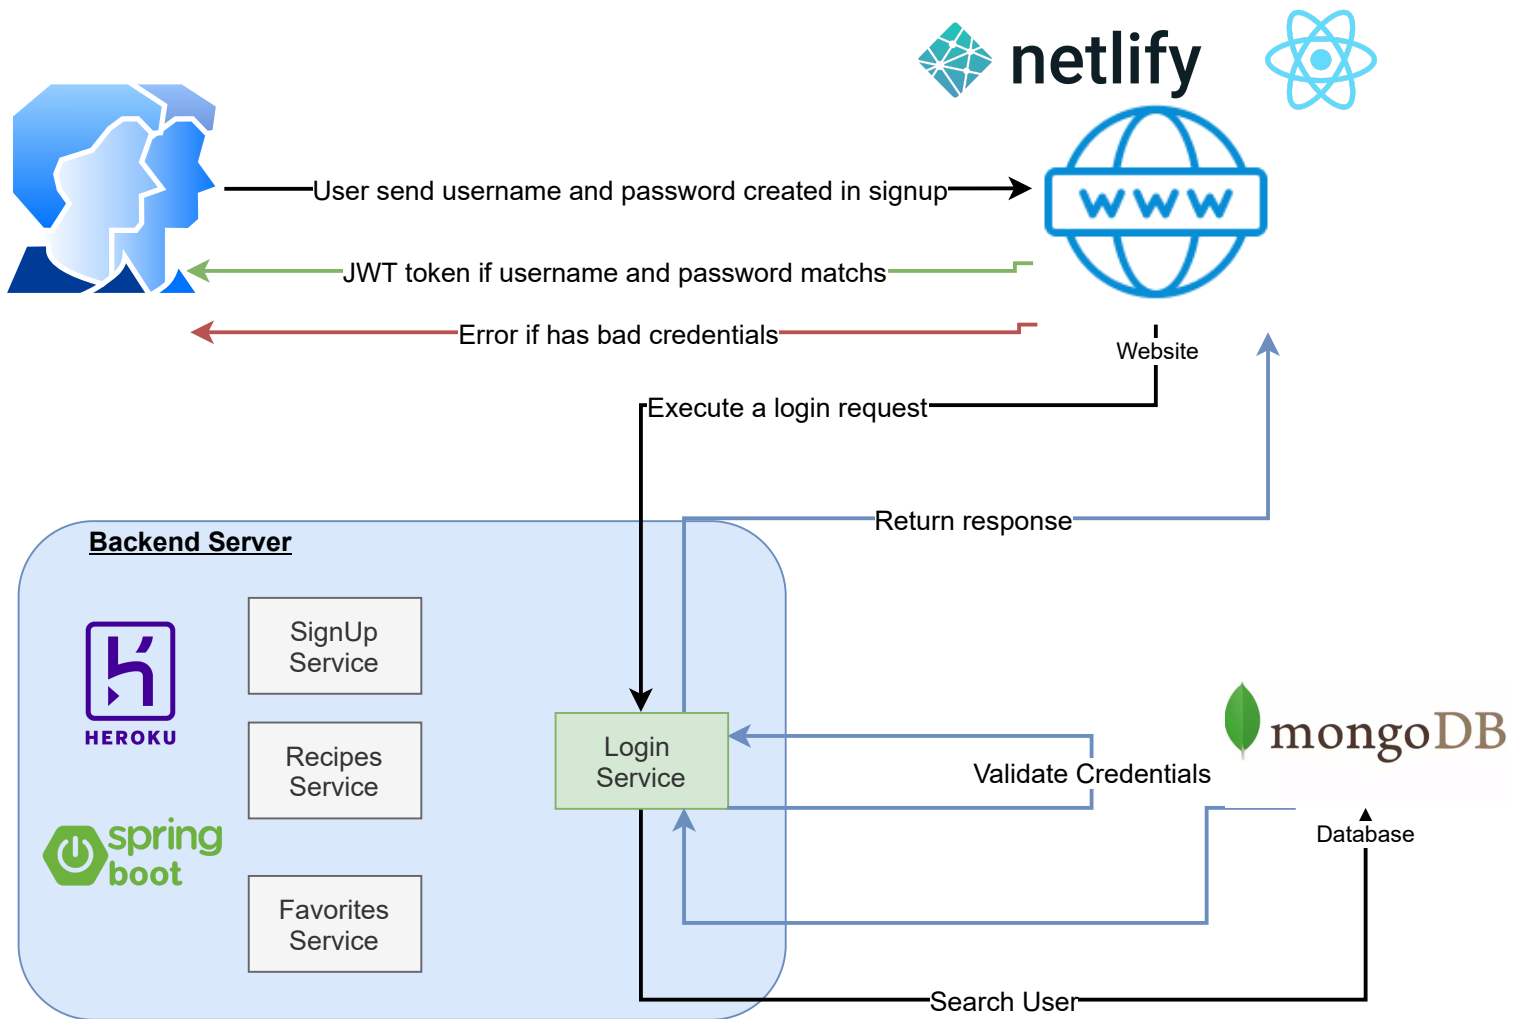 netlify
www
User send username and password created in signup
JWT token if username and password matchs
Error if has bad credentials
Website
Execute a login request
Return response
Backend Server
SignUp
Service
HEROKU
Login
Service
Recipes
Service
mongoDB
Validate Credentials
spring
boot
Database
Favorites
Service
Search User